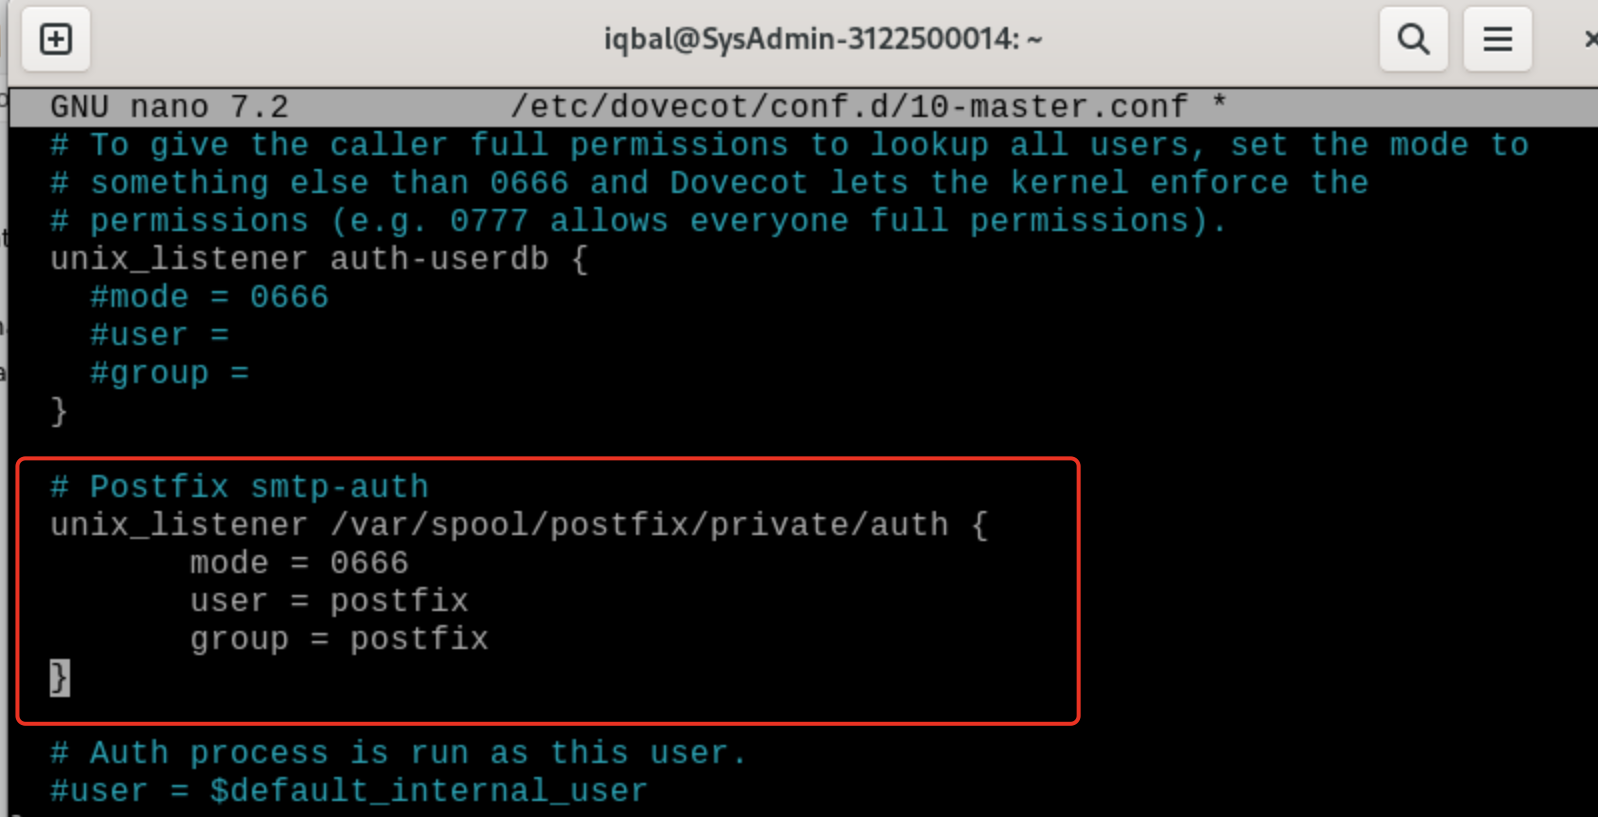 iqbal@SysAdmin-3122500014: ~
GNU nano 7.2 /etc/dovecot/conf.d/10-master.conf *
# To give the caller full permissions to lookup all users, set the mode to
# something else than 0666 and Dovecot lets the kernel enforce the
# permissions (e.g. 0777 allows everyone full permissions).
unix_listener auth-userdb {
#mode = 0666
#user =
#group =
}
# Postfix smtp-auth
unix_listener /var/spool/postfix/private/auth {
mode = 0666
user = postfix
group = postfix
}
# Auth process is run as this user.
#user = $default_internal_user